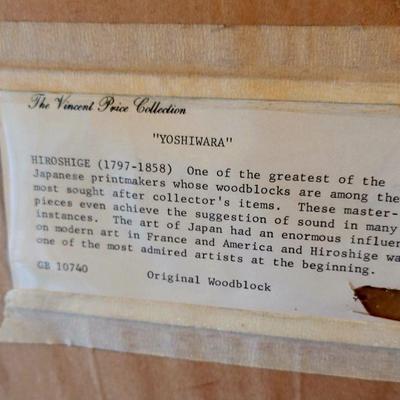 The Vincent Price Collection
"YOSHIWARA"
HIROSHIGE (1797-1858) One of the greatest of the
Japanese printmakers whose woodblocks are among the
most sought after collector's items. These master-
pieces even achieve the suggestion of sound in many
instances. The art of Japan had an enormous influen
on modern art in France and America and Hiroshige wa
one of the most admired artists at the beginning.
GB 10740
Original Woodblock